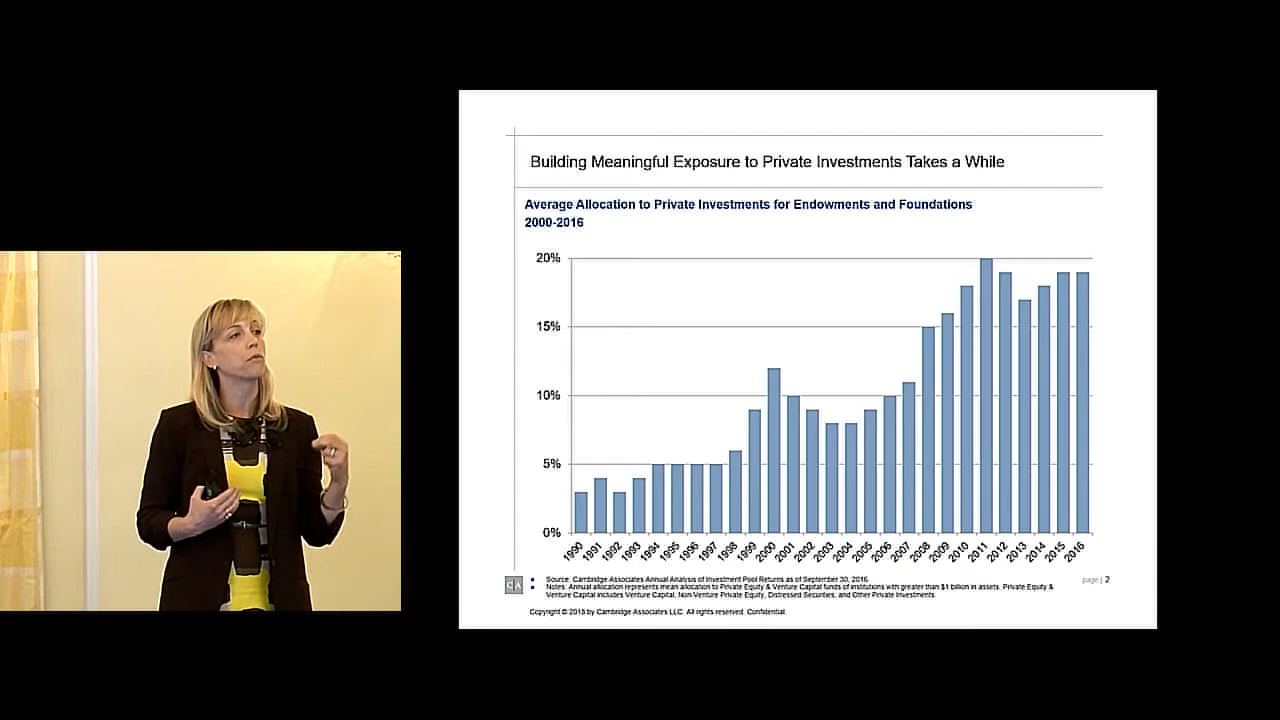 Building Meaningful Exposure to Private Investments Takes a While
Average Allocation to Private Investments for Endowments and Foundations
2000-2016
20%
15%
10%
5%
0%
1990 1991 1992 1993 1994 1995 1996 1997 1998 1999 2000 2001 2002 2003 2004 2005 2006 2007 2008 2009 2010 2011 2012 2013 2014 2015 2016
CA
Source: Cambridge Associates Annual Analysis of Investment Pool Returns as of September 30, 2016.
Notes: Annual allocation represents mean allocation to Private Equity & Venture Capital funds of institutions with greater than $1 billion in assets. Private Equity &
Venture Capital includes Venture Capital, Non-Venture Private Equity, Distressed Securities, and Other Private Investments.
page | 2
Copyright © by Cambridge Associates LLC. All rights reserved. Confidential.